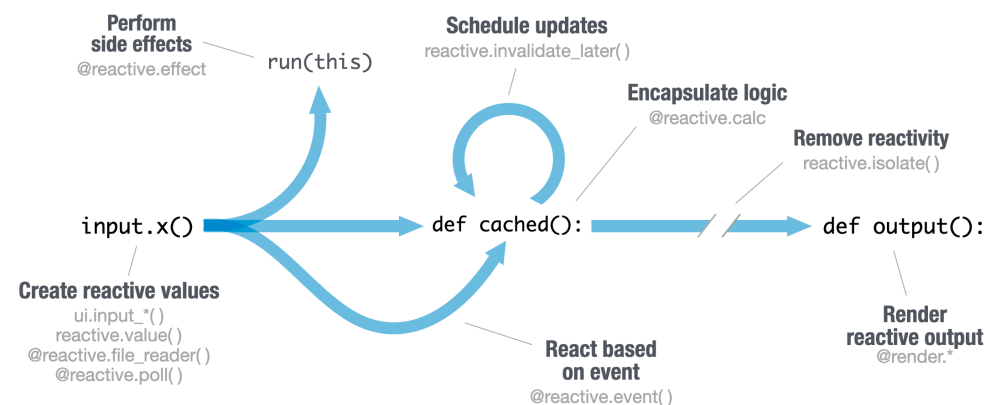 Perform
side effects
@reactive.effect
run(this)
Schedule updates
reactive.invalidate_later( )
Encapsulate logic
@reactive.calc
Remove reactivity
reactive.isolate( )
input.x()
def cached():
def output():
Create reactive values
ui.input_*( )
reactive.value( )
@reactive.file_reader( )
@reactive.poll( )
React based
on event
@reactive.event( )
Render
reactive output
@render.*